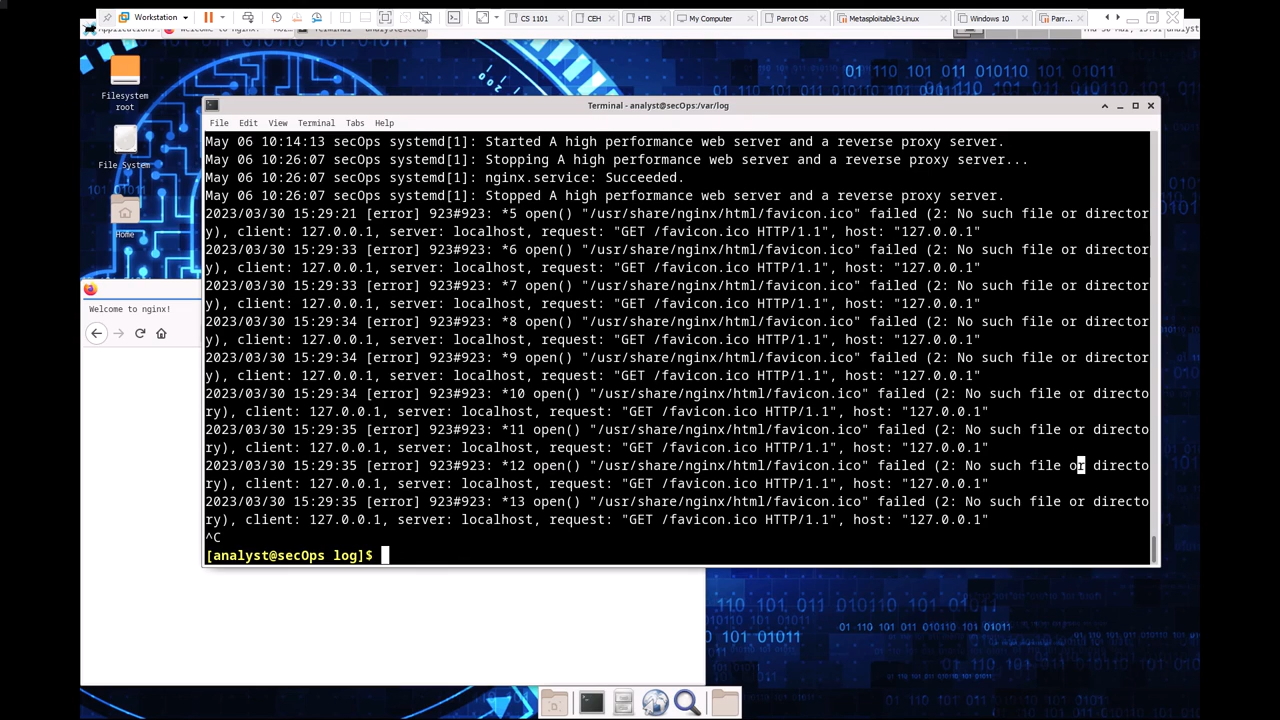 Workstation
CS 1101
CEH
HTB
My Computer
Parrot OS
Metasploitable3-Linux
Windows 10
Parr...
Filesystem
root
File System
Home
Welcome to nginx!
Terminal - analyst@secOps:/var/log
File Edit View Terminal Tabs Help
May 06 10:14:13 secOps systemd[1]: Started A high performance web server and a reverse proxy server.
May 06 10:26:07 secOps systemd[1]: Stopping A high performance web server and a reverse proxy server...
May 06 10:26:07 secOps systemd[1]: nginx.service: Succeeded.
May 06 10:26:07 secOps systemd[1]: Stopped A high performance web server and a reverse proxy server.
2023/03/30 15:29:21 [error] 923#923: *5 open() "/usr/share/nginx/html/favicon.ico" failed (2: No such file or director
y), client: 127.0.0.1, server: localhost, request: "GET /favicon.ico HTTP/1.1", host: "127.0.0.1"
2023/03/30 15:29:33 [error] 923#923: *6 open() "/usr/share/nginx/html/favicon.ico" failed (2: No such file or director
y), client: 127.0.0.1, server: localhost, request: "GET /favicon.ico HTTP/1.1", host: "127.0.0.1"
2023/03/30 15:29:33 [error] 923#923: *7 open() "/usr/share/nginx/html/favicon.ico" failed (2: No such file or director
y), client: 127.0.0.1, server: localhost, request: "GET /favicon.ico HTTP/1.1", host: "127.0.0.1"
2023/03/30 15:29:34 [error] 923#923: *8 open() "/usr/share/nginx/html/favicon.ico" failed (2: No such file or director
y), client: 127.0.0.1, server: localhost, request: "GET /favicon.ico HTTP/1.1", host: "127.0.0.1"
2023/03/30 15:29:34 [error] 923#923: *9 open() "/usr/share/nginx/html/favicon.ico" failed (2: No such file or director
y), client: 127.0.0.1, server: localhost, request: "GET /favicon.ico HTTP/1.1", host: "127.0.0.1"
2023/03/30 15:29:34 [error] 923#923: *10 open() "/usr/share/nginx/html/favicon.ico" failed (2: No such file or directo
ry), client: 127.0.0.1, server: localhost, request: "GET /favicon.ico HTTP/1.1", host: "127.0.0.1"
2023/03/30 15:29:35 [error] 923#923: *11 open() "/usr/share/nginx/html/favicon.ico" failed (2: No such file or directo
ry), client: 127.0.0.1, server: localhost, request: "GET /favicon.ico HTTP/1.1", host: "127.0.0.1"
2023/03/30 15:29:35 [error] 923#923: *12 open() "/usr/share/nginx/html/favicon.ico" failed (2: No such file or directo
ry), client: 127.0.0.1, server: localhost, request: "GET /favicon.ico HTTP/1.1", host: "127.0.0.1"
2023/03/30 15:29:35 [error] 923#923: *13 open() "/usr/share/nginx/html/favicon.ico" failed (2: No such file or directo
ry), client: 127.0.0.1, server: localhost, request: "GET /favicon.ico HTTP/1.1", host: "127.0.0.1"
^C
[analyst@secOps log]$